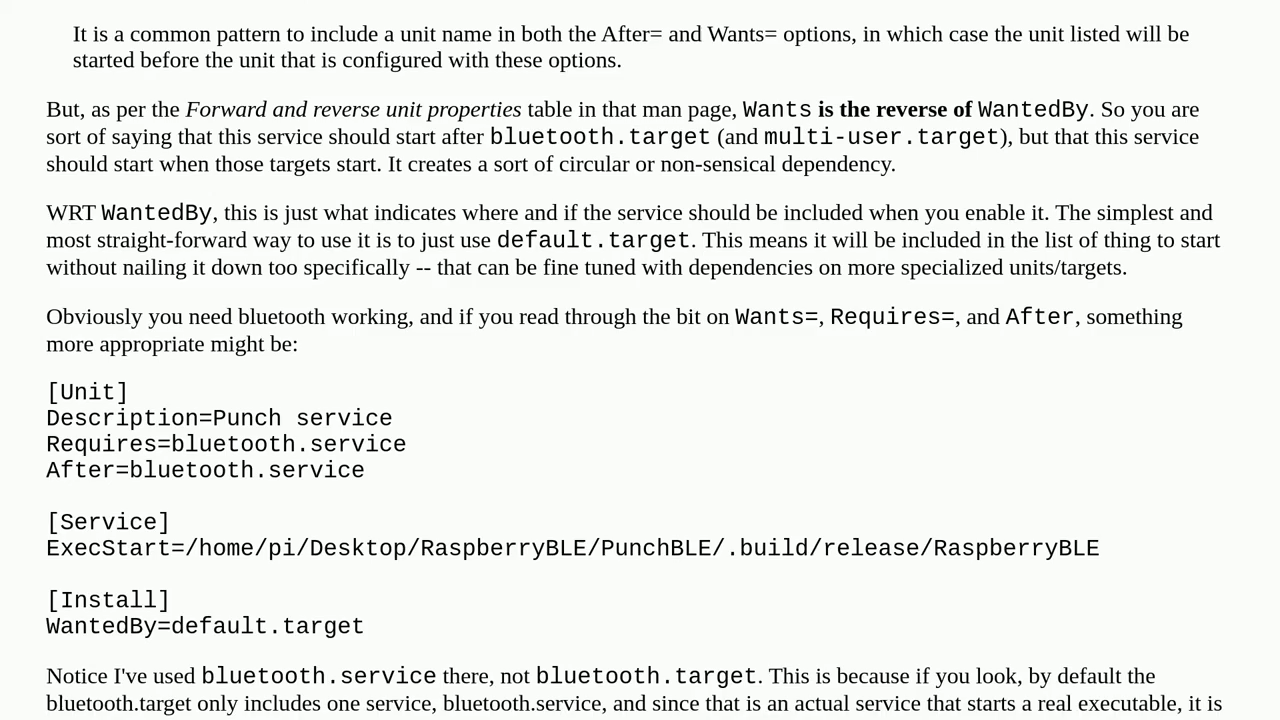 It is a common pattern to include a unit name in both the After= and Wants= options, in which case the unit listed will be
started before the unit that is configured with these options.
But, as per the Forward and reverse unit properties table in that man page, Wants is the reverse of WantedBy. So you are
sort of saying that this service should start after bluetooth.target (and multi-user.target), but that this service
should start when those targets start. It creates a sort of circular or non-sensical dependency.
WRT WantedBy, this is just what indicates where and if the service should be included when you enable it. The simplest and
most straight-forward way to use it is to just use default.target. This means it will be included in the list of thing to start
without nailing it down too specifically -- that can be fine tuned with dependencies on more specialized units/targets.
Obviously you need bluetooth working, and if you read through the bit on Wants=, Requires=, and After, something
more appropriate might be:
[Unit]
Description=Punch service
Requires=bluetooth.service
After=bluetooth.service
[Service]
ExecStart=/home/pi/Desktop/RaspberryBLE/PunchBLE/.build/release/RaspberryBLE
[Install]
WantedBy=default.target
Notice I've used bluetooth.service there, not bluetooth.target. This is because if you look, by default the
bluetooth.target only includes one service, bluetooth.service, and since that is an actual service that starts a real executable, it is